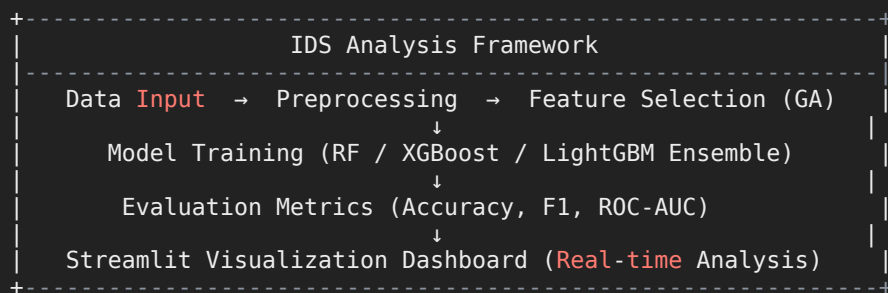 IDS Analysis Framework
Data Input → Preprocessing → Feature Selection (GA)
↓
Model Training (RF / XGBoost / LightGBM Ensemble)
↓
Evaluation Metrics (Accuracy, F1, ROC-AUC)
↓
Streamlit Visualization Dashboard (Real-time Analysis)